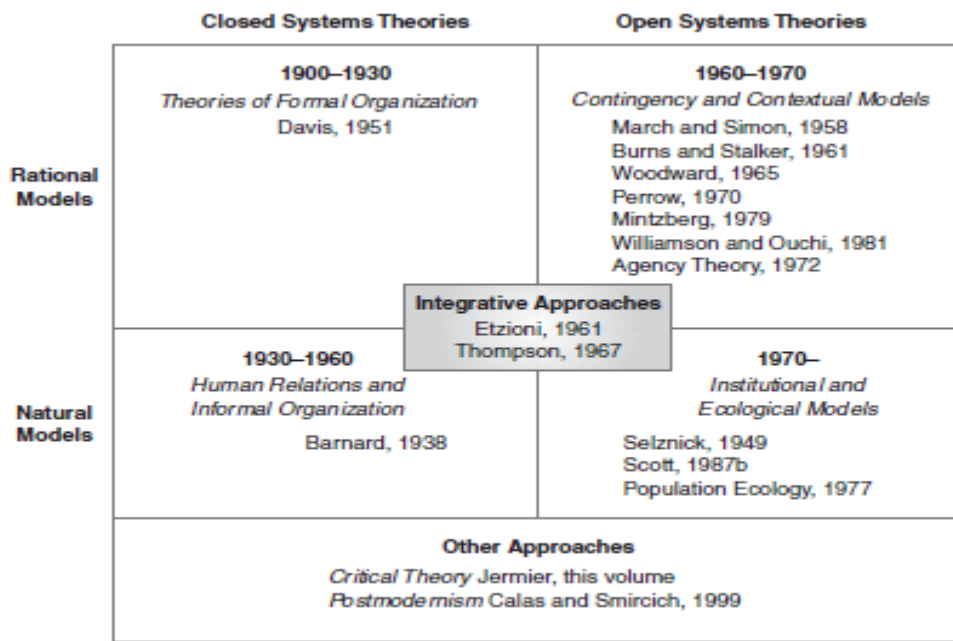 Closed Systems Theories
Open Systems Theories
Rational
Models
1900–1930
Theories of Formal Organization
Davis, 1951
1960–1970
Contingency and Contextual Models
March and Simon, 1958
Burns and Stalker, 1961
Woodward, 1965
Perrow, 1970
Mintzberg, 1979
Williamson and Ouchi, 1981
Agency Theory, 1972
Integrative Approaches
Etzioni, 1961
Thompson, 1967
Natural
Models
1930–1960
Human Relations and
Informal Organization
Barnard, 1938
1970–
Institutional and
Ecological Models
Selznick, 1949
Scott, 1987b
Population Ecology, 1977
Other Approaches
Critical Theory Jermier, this volume
Postmodernism Calas and Smircich, 1999